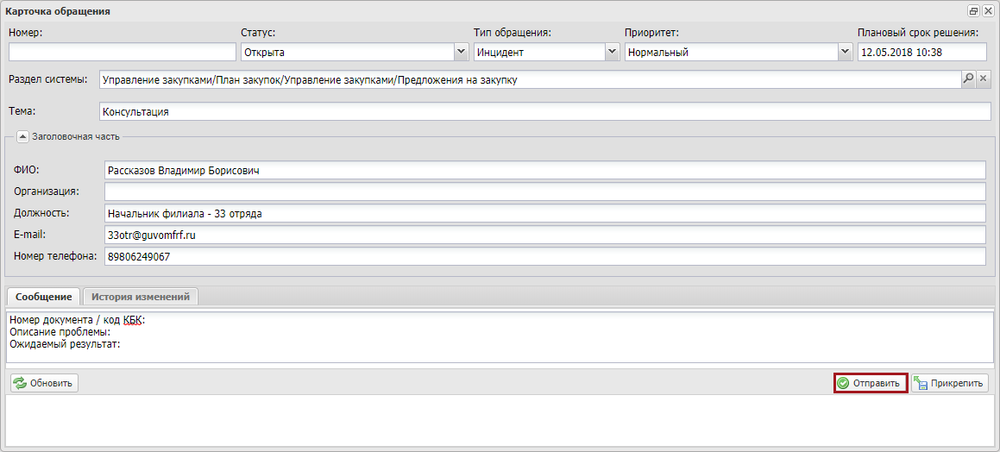 Карточка обращения
Номер: Статус: Тип обращения: Приоритет: Плановый срок решения:
Открыта Инцидент Нормальный 12.05.2018 10:38
Раздел системы: Управление закупками/План закупок/Управление закупками/Предложения на закупку
Тема: Консультация
Заголовочная часть
ФИО: Рассказов Владимир Борисович
Организация:
Должность: Начальник филиала - 33 отряда
E-mail: 33otr@guvomfrf.ru
Номер телефона: 89806249067
Сообщение История изменений
Номер документа / код КБК:
Описание проблемы:
Ожидаемый результат:
Обновить Отправить Прикрепить